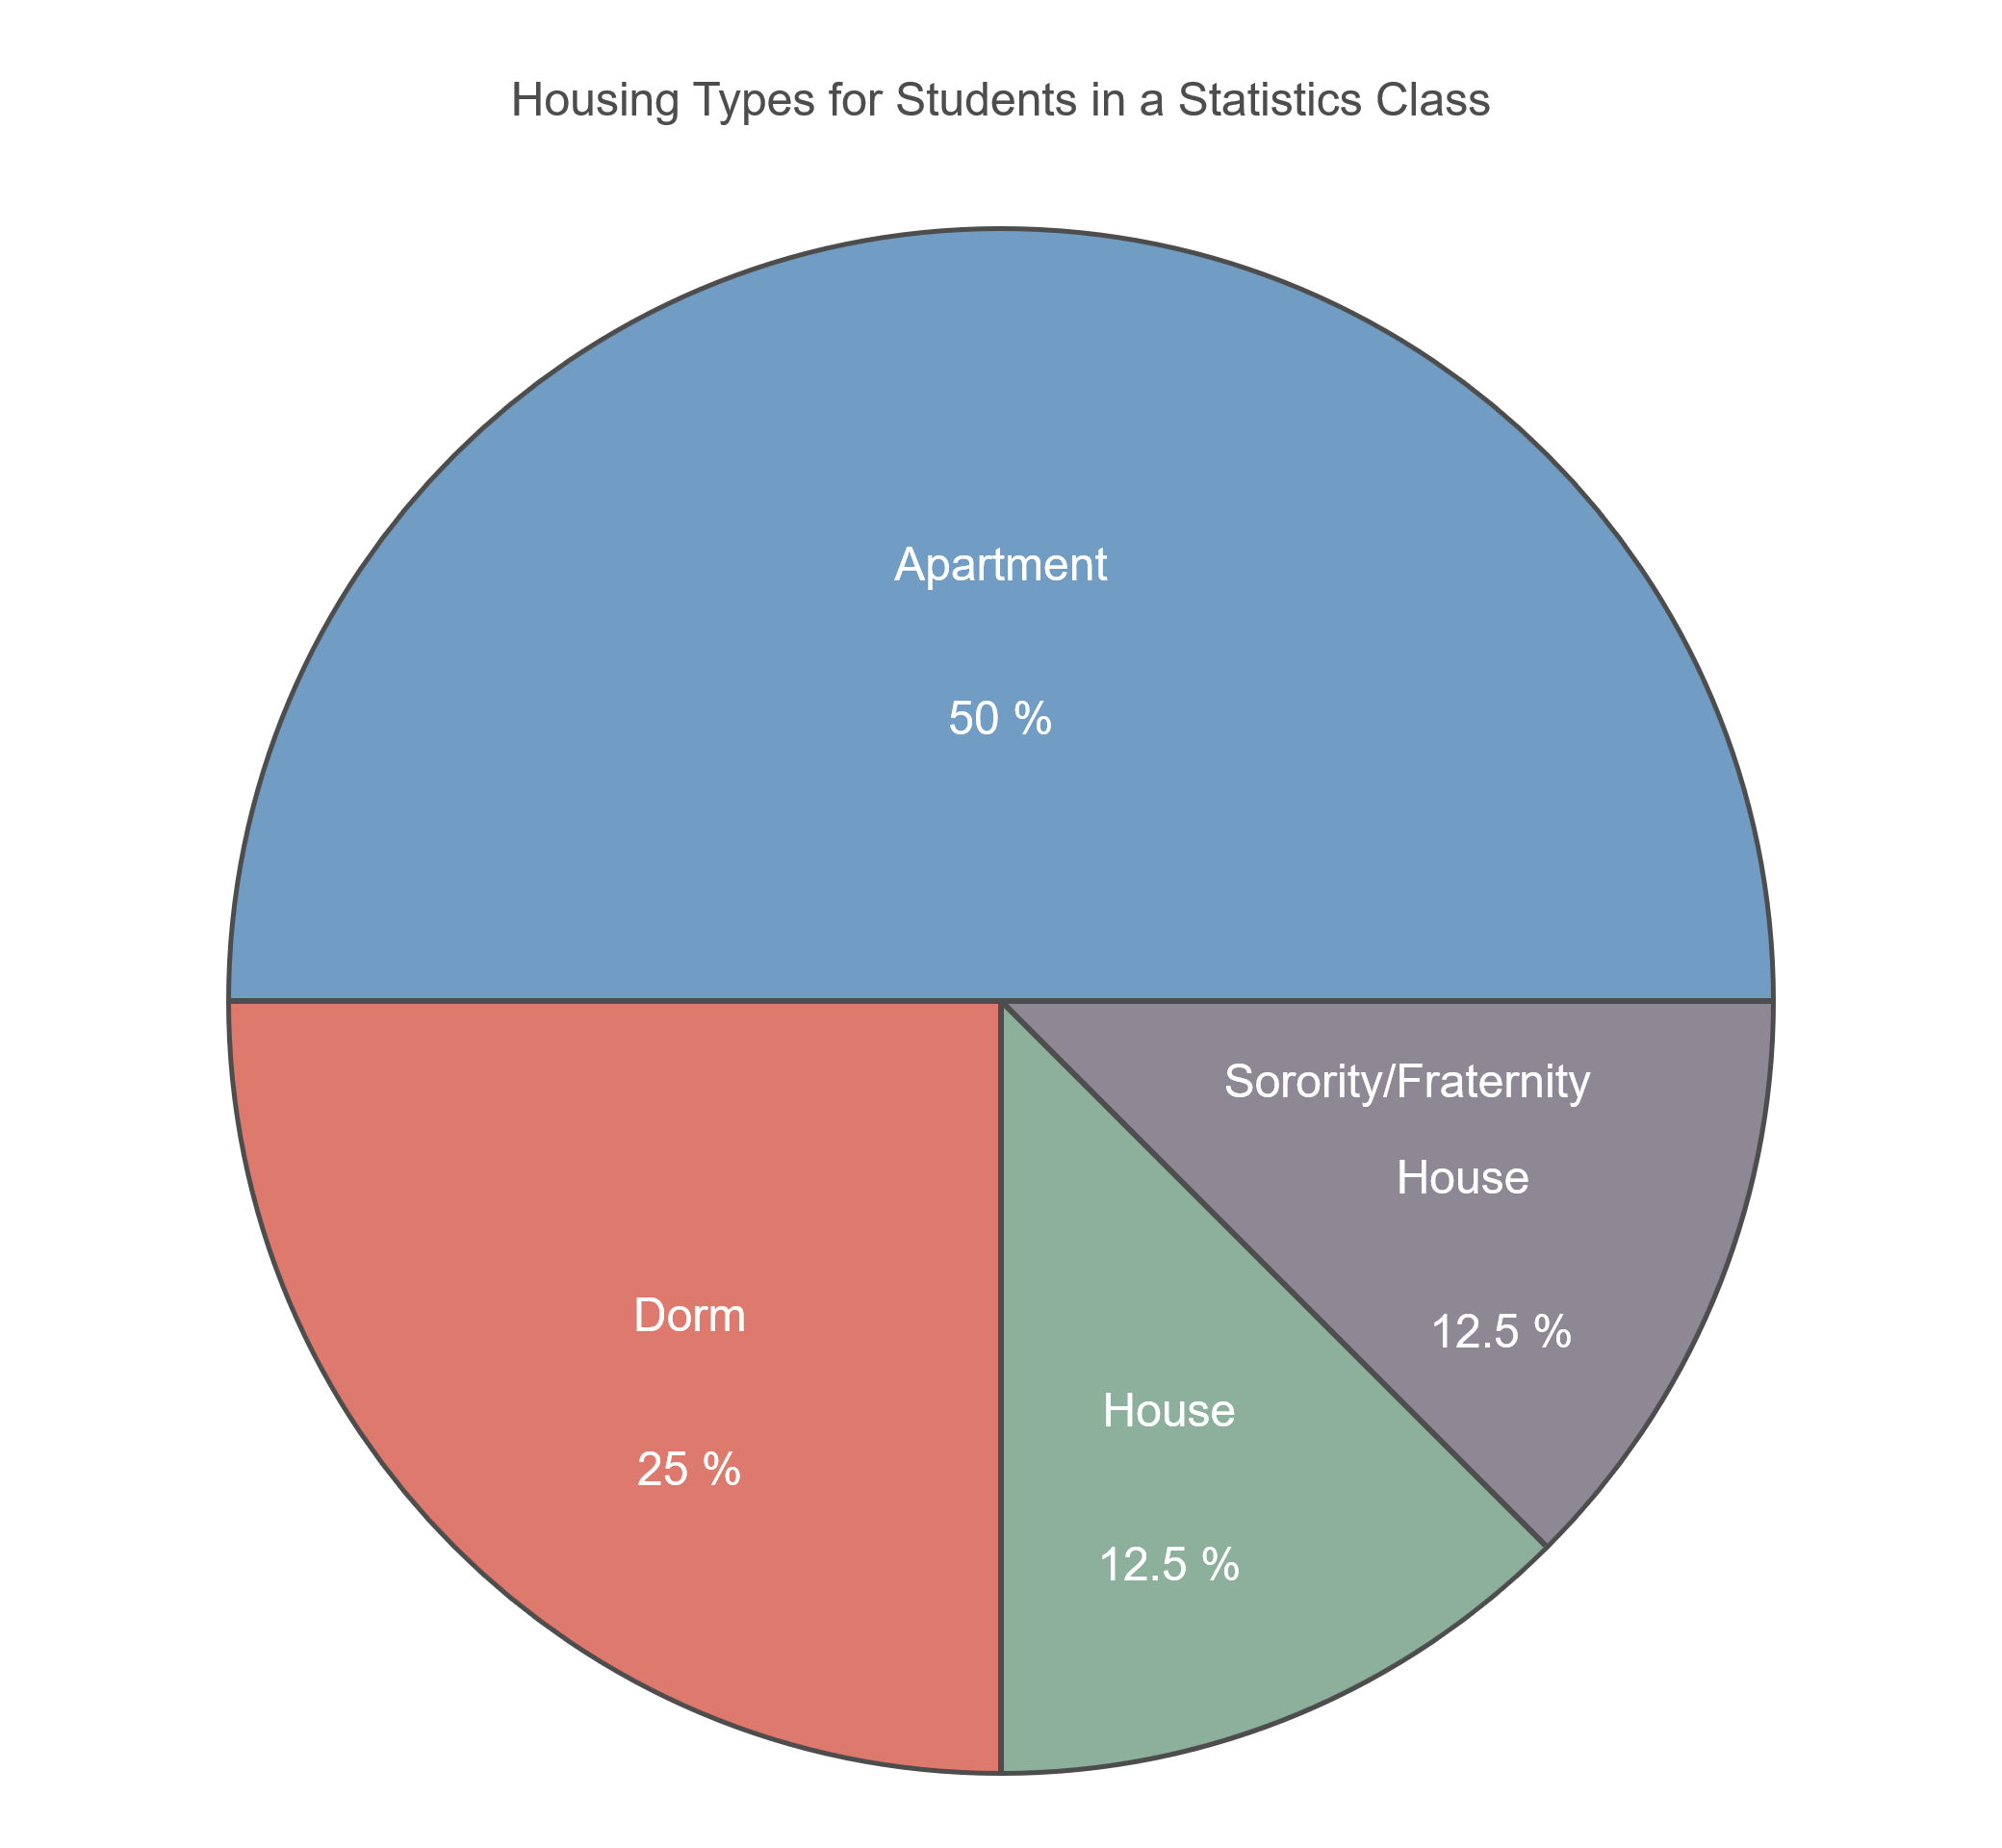 Housing Types for Students in a Statistics Class
Apartment
50 %
Sorority/Fraternity
House
12.5 %
Dorm
25 %
House
12.5 %